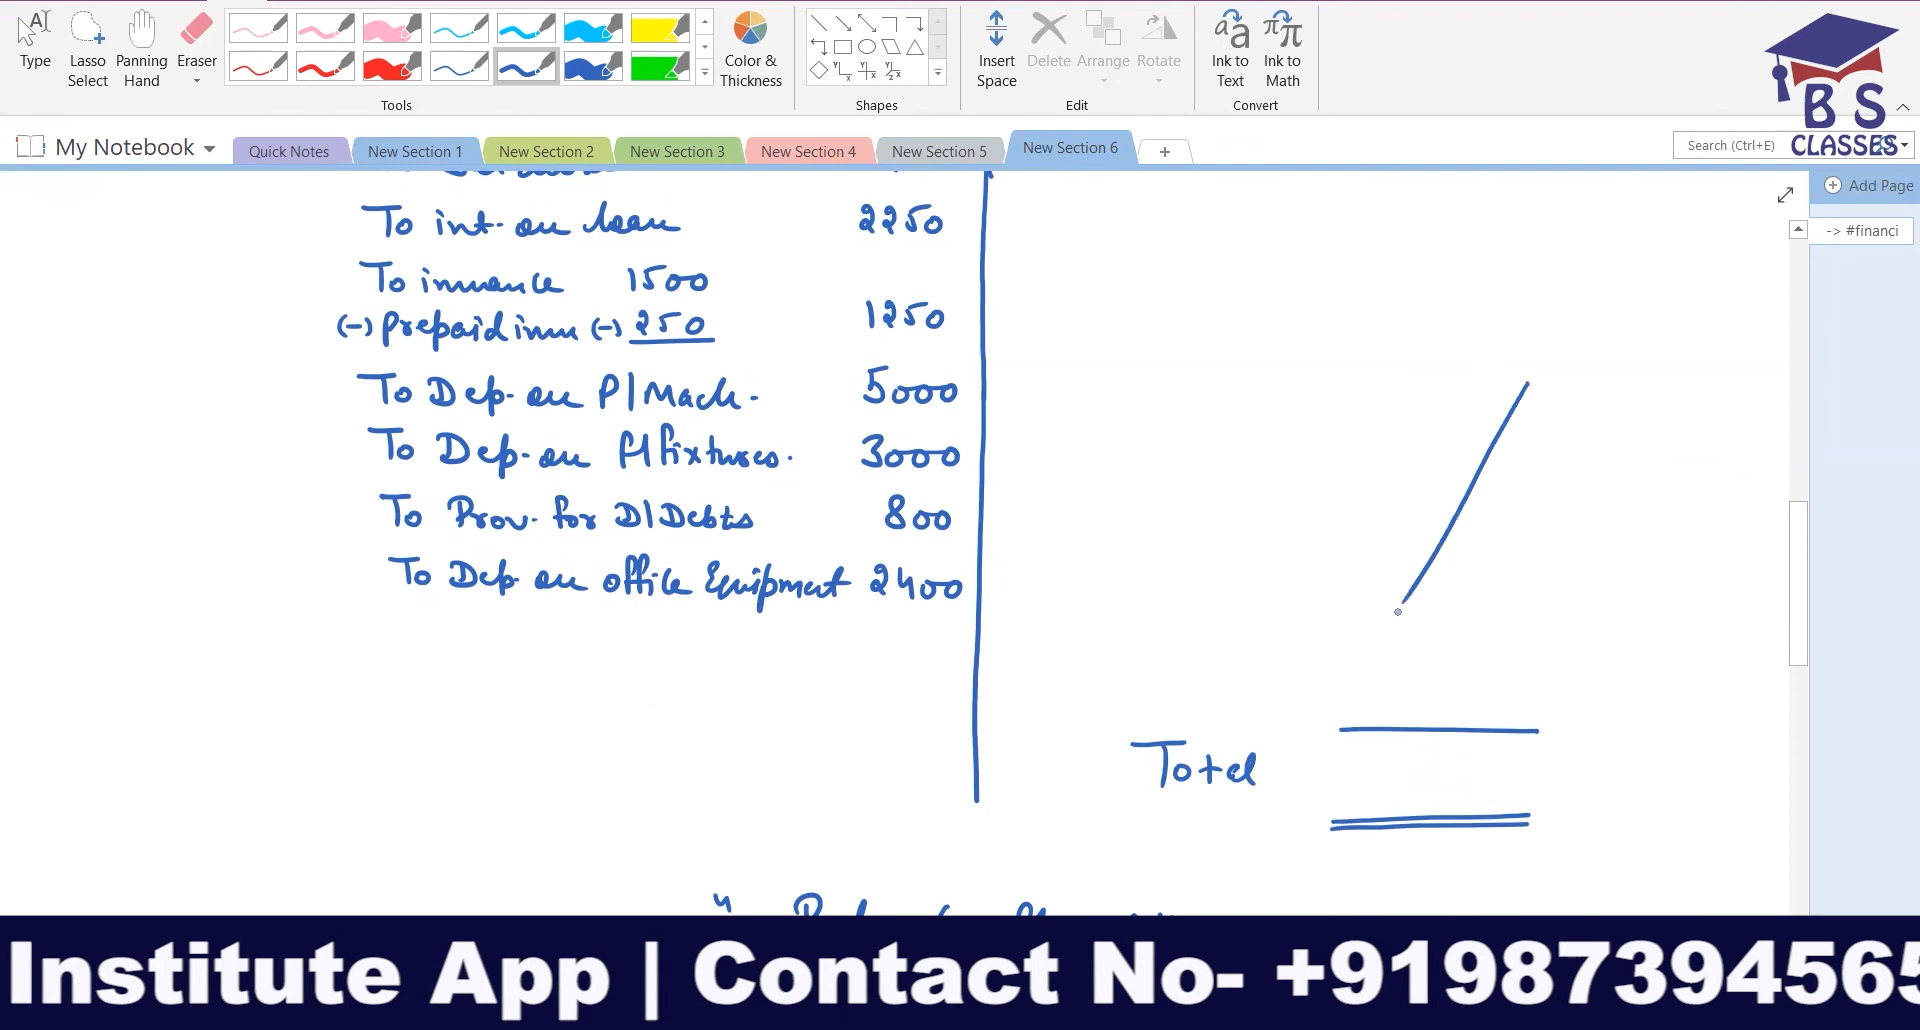 Type
Lasso Select
Panning Hand
Eraser
Color & Thickness
Insert Space
Delete
Arrange
Rotate
Ink to Text
Ink to Math
Tools
Shapes
Edit
Convert
BS
CLASSES
My Notebook
Quick Notes
New Section 1
New Section 2
New Section 3
New Section 4
New Section 5
New Section 6
+
Search (Ctrl+E)
Add Page
-> #financi
To int. on loan 2250
To insurance 1500
(-) Prepaid insu (-) 250 1250
To Dep. on P/Mach. 5000
To Dep. on f/fixtures. 3000
To Prov. for D/Debts 800
To Dep. on office Equipment 2400
Total
Institute App | Contact No- +91987394565